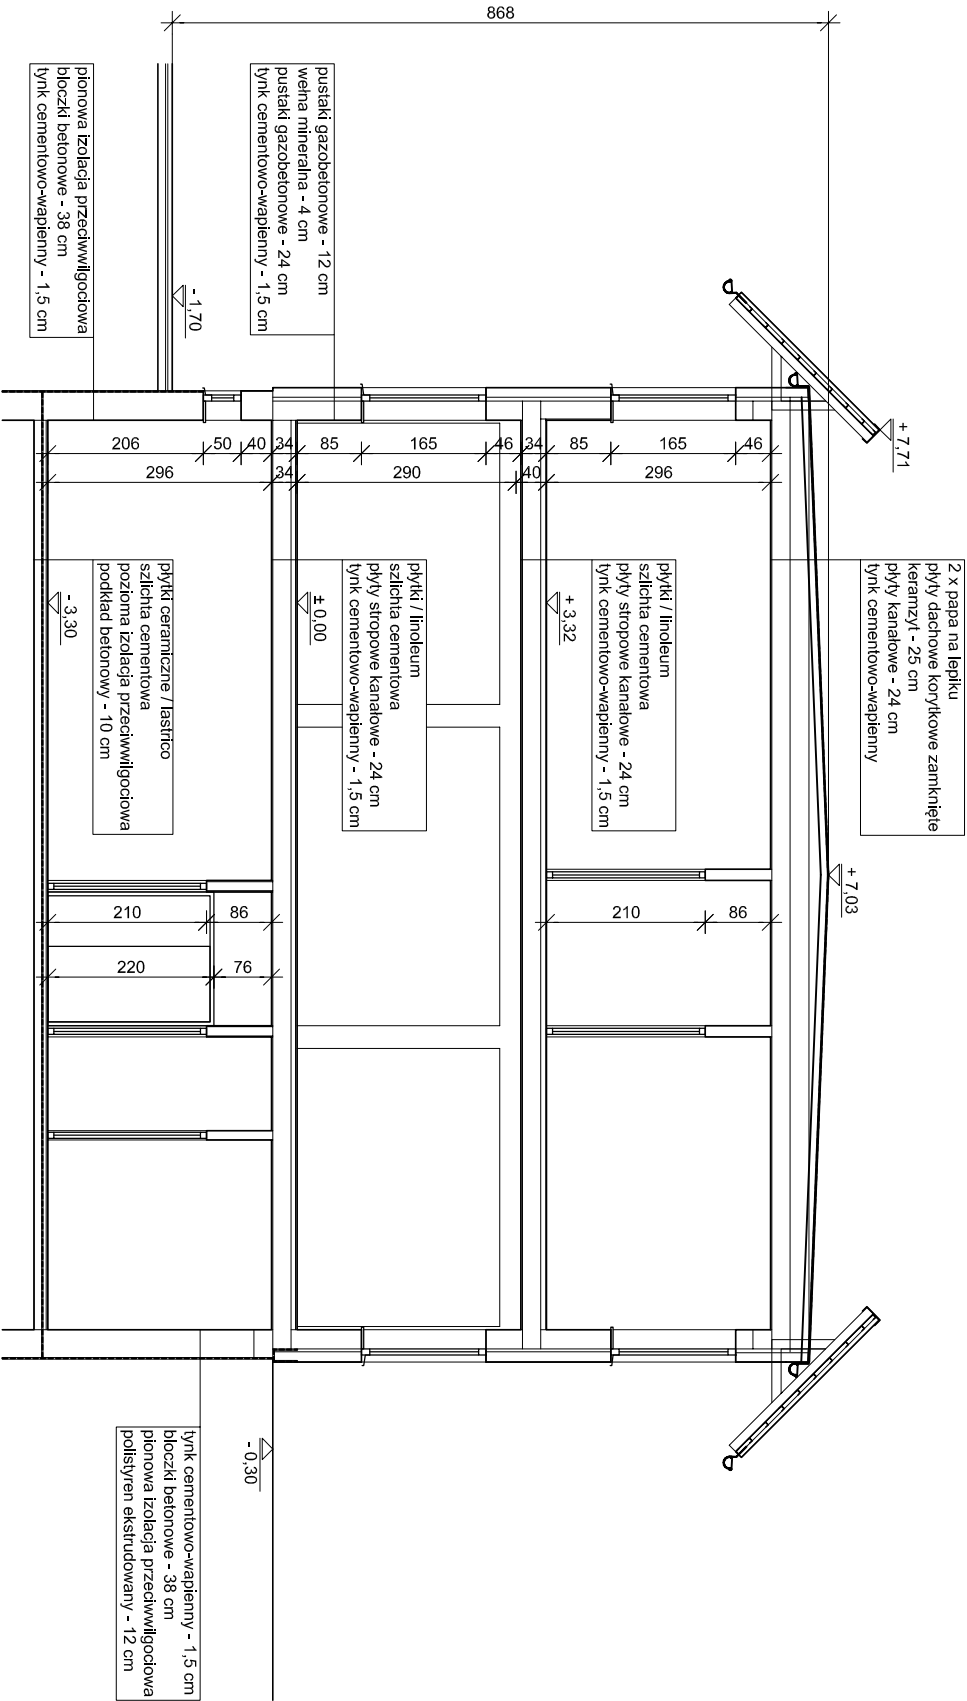 868
2 x papa na lepiku
płyty dachowe korytkowe zamknięte
keramzyt - 25 cm
płyty kanałowe - 24 cm
tynk cementowo-wapienny
+ 7,71
+ 7,03
płytki / linoleum
szlichta cementowa
płyty stropowe kanałowe - 24 cm
tynk cementowo-wapienny - 1,5 cm
+ 3,32
płytki / linoleum
szlichta cementowa
płyty stropowe kanałowe - 24 cm
tynk cementowo-wapienny - 1,5 cm
± 0,00
płytki ceramiczne / lastrico
szlichta cementowa
pozioma izolacja przeciwwilgociowa
podkład betonowy - 10 cm
- 3,30
pustaki gazobetonowe - 12 cm
wełna mineralna - 4 cm
pustaki gazobetonowe - 24 cm
tynk cementowo-wapienny - 1,5 cm
- 1,70
pionowa izolacja przeciwwilgociowa
bloczki betonowe - 38 cm
tynk cementowo-wapienny - 1,5 cm
206 50 40 34 85 165 46 34 85 165 46
296 34 290 40 296
210 86
220 76
210 86
- 0,30
tynk cementowo-wapienny - 1,5 cm
bloczki betonowe - 38 cm
pionowa izolacja przeciwwilgociowa
polistyren ekstrudowany - 12 cm